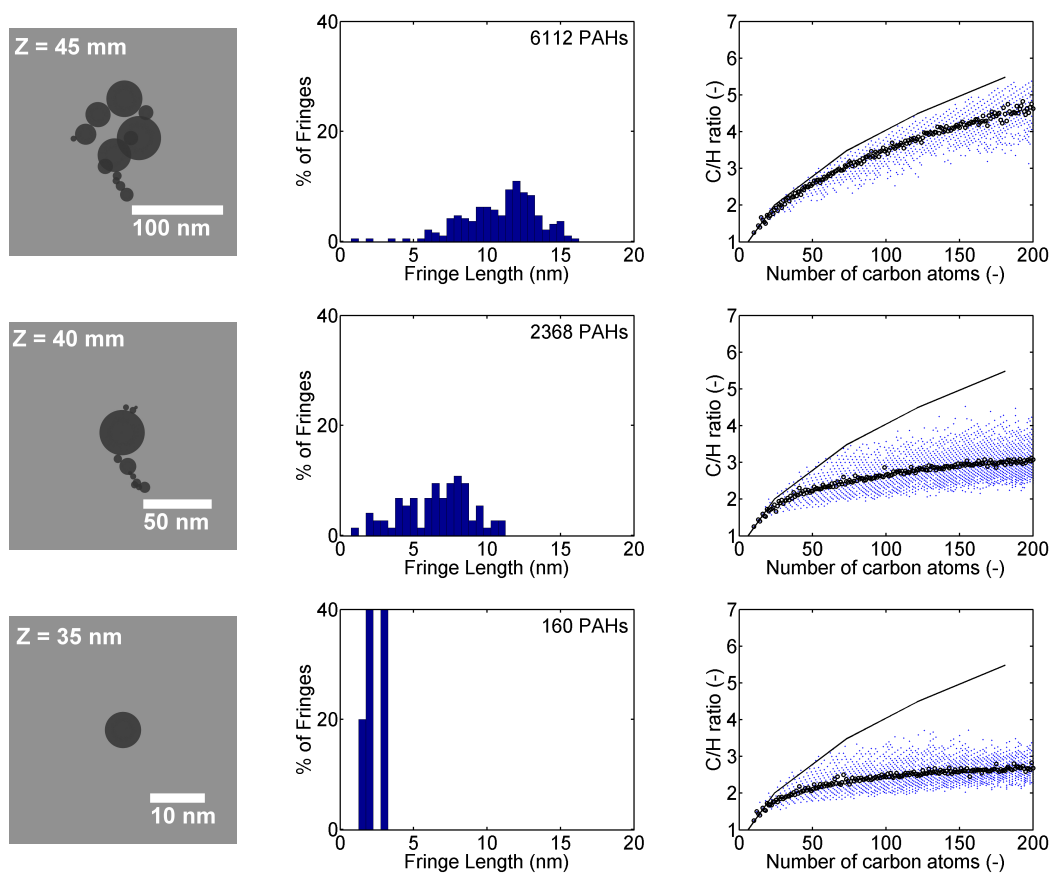 Z = 45 mm
100 nm
40
20
0
0 5 10 15 20
% of Fringes
Fringe Length (nm)
6112 PAHs
7
6
5
4
3
2
1
0 50 100 150 200
C/H ratio (-)
Number of carbon atoms (-)
Z = 40 mm
50 nm
40
20
0
0 5 10 15 20
% of Fringes
Fringe Length (nm)
2368 PAHs
7
6
5
4
3
2
1
0 50 100 150 200
C/H ratio (-)
Number of carbon atoms (-)
Z = 35 nm
10 nm
40
20
0
0 5 10 15 20
% of Fringes
Fringe Length (nm)
160 PAHs
7
6
5
4
3
2
1
0 50 100 150 200
C/H ratio (-)
Number of carbon atoms (-)